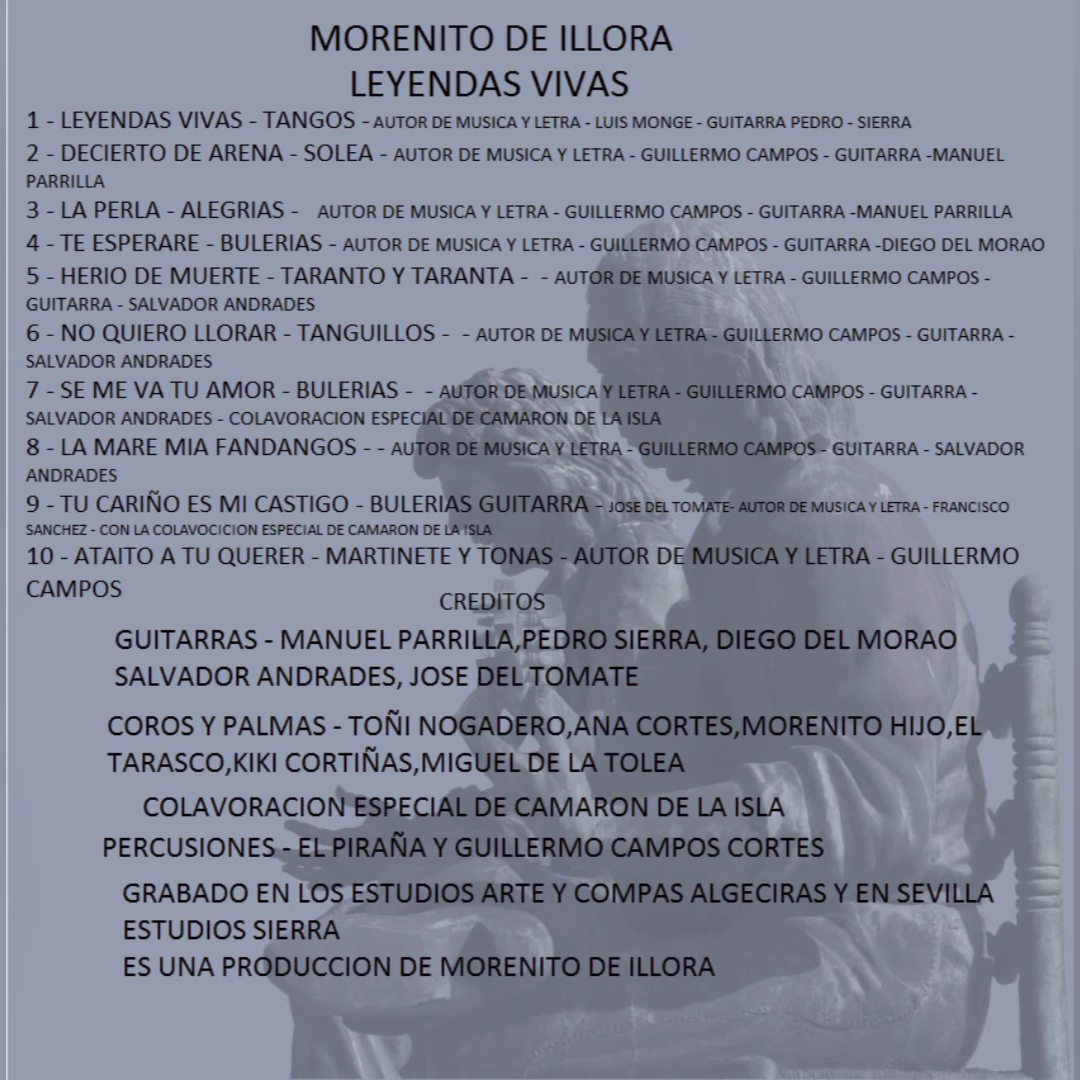 MORENITO DE ILLORA
LEYENDAS VIVAS
1 - LEYENDAS VIVAS - TANGOS - AUTOR DE MUSICA Y LETRA - LUIS MONGE - GUITARRA PEDRO - SIERRA
2 - DECIERTO DE ARENA - SOLEA - AUTOR DE MUSICA Y LETRA - GUILLERMO CAMPOS - GUITARRA -MANUEL
PARRILLA
3 - LA PERLA - ALEGRIAS - AUTOR DE MUSICA Y LETRA - GUILLERMO CAMPOS - GUITARRA -MANUEL PARRILLA
4 - TE ESPERARE - BULERIAS - AUTOR DE MUSICA Y LETRA - GUILLERMO CAMPOS - GUITARRA -DIEGO DEL MORAO
5 - HERIO DE MUERTE - TARANTO Y TARANTA - - AUTOR DE MUSICA Y LETRA - GUILLERMO CAMPOS -
GUITARRA - SALVADOR ANDRADES
6 - NO QUIERO LLORAR - TANGUILLOS - - AUTOR DE MUSICA Y LETRA - GUILLERMO CAMPOS - GUITARRA -
SALVADOR ANDRADES
7 - SE ME VA TU AMOR - BULERIAS - - AUTOR DE MUSICA Y LETRA - GUILLERMO CAMPOS - GUITARRA -
SALVADOR ANDRADES - COLAVORACION ESPECIAL DE CAMARON DE LA ISLA
8 - LA MARE MIA FANDANGOS - - AUTOR DE MUSICA Y LETRA - GUILLERMO CAMPOS - GUITARRA - SALVADOR
ANDRADES
9 - TU CARIÑO ES MI CASTIGO - BULERIAS GUITARRA - JOSE DEL TOMATE- AUTOR DE MUSICA Y LETRA - FRANCISCO
SANCHEZ - CON LA COLAVOCICION ESPECIAL DE CAMARON DE LA ISLA
10 - ATAITO A TU QUERER - MARTINETE Y TONAS - AUTOR DE MUSICA Y LETRA - GUILLERMO
CAMPOS
CREDITOS
GUITARRAS - MANUEL PARRILLA,PEDRO SIERRA, DIEGO DEL MORAO
SALVADOR ANDRADES, JOSE DEL TOMATE
COROS Y PALMAS - TOÑI NOGADERO,ANA CORTES,MORENITO HIJO,EL
TARASCO,KIKI CORTIÑAS,MIGUEL DE LA TOLEA
COLAVORACION ESPECIAL DE CAMARON DE LA ISLA
PERCUSIONES - EL PIRAÑA Y GUILLERMO CAMPOS CORTES
GRABADO EN LOS ESTUDIOS ARTE Y COMPAS ALGECIRAS Y EN SEVILLA
ESTUDIOS SIERRA
ES UNA PRODUCCION DE MORENITO DE ILLORA